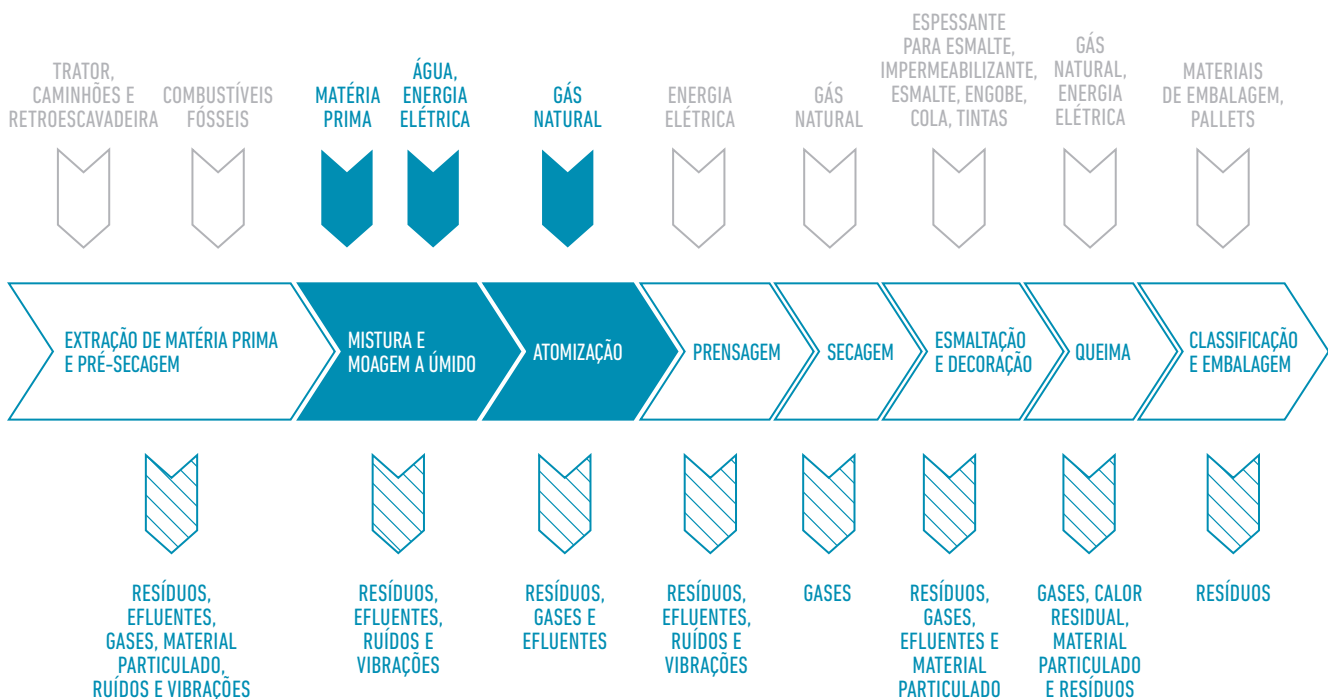 TRATOR,
CAMINHÕES E
RETROESCAVADEIRA
COMBUSTÍVEIS
FÓSSEIS
MATÉRIA
PRIMA
ÁGUA,
ENERGIA
ELÉTRICA
GÁS
NATURAL
ENERGIA
ELÉTRICA
GÁS
NATURAL
ESPESSANTE
PARA ESMALTE,
IMPERMEABILIZANTE,
ESMALTE, ENGOBE,
COLA, TINTAS
GÁS
NATURAL,
ENERGIA
ELÉTRICA
MATERIAIS
DE EMBALAGEM,
PALLETS
EXTRAÇÃO DE MATÉRIA PRIMA
E PRÉ-SECAGEM
MISTURA E
MOAGEM A ÚMIDO
ATOMIZAÇÃO
PRENSAGEM
SECAGEM
ESMALTAÇÃO
E DECORAÇÃO
QUEIMA
CLASSIFICAÇÃO
E EMBALAGEM
RESÍDUOS,
EFLUENTES,
GASES, MATERIAL
PARTICULADO,
RUÍDOS E VIBRAÇÕES
RESÍDUOS,
EFLUENTES,
RUÍDOS E
VIBRAÇÕES
RESÍDUOS,
GASES E
EFLUENTES
RESÍDUOS,
EFLUENTES,
RUÍDOS E
VIBRAÇÕES
GASES
RESÍDUOS,
GASES,
EFLUENTES E
MATERIAL
PARTICULADO
GASES, CALOR
RESIDUAL,
MATERIAL
PARTICULADO
E RESÍDUOS
RESÍDUOS